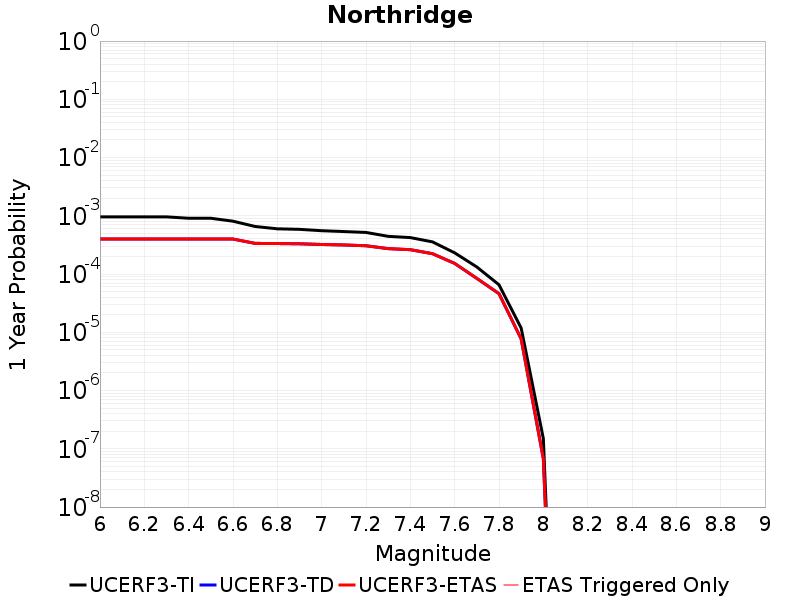 Northridge
1 Year Probability
10^0
10^-1
10^-2
10^-3
10^-4
10^-5
10^-6
10^-7
10^-8
6 6.2 6.4 6.6 6.8 7 7.2 7.4 7.6 7.8 8 8.2 8.4 8.6 8.8 9
Magnitude
UCERF3-TI UCERF3-TD UCERF3-ETAS ETAS Triggered Only